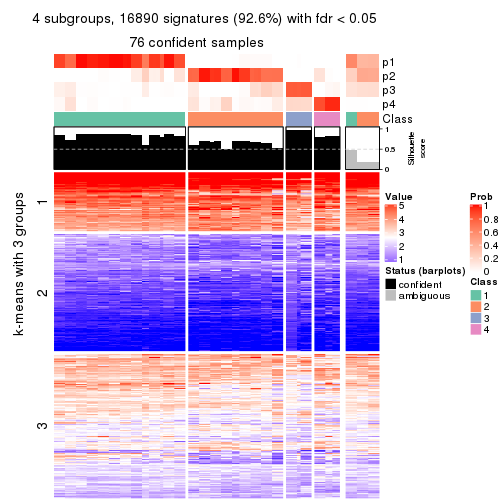 4 subgroups, 16890 signatures (92.6%) with fdr < 0.05
76 confident samples
p1
p2
p3
p4
Class
1
0.5
0
Silhouette
score
k-means with 3 groups
1
2
3
Value
5
4
3
2
1
Status (barplots)
confident
ambiguous
Prob
1
0.8
0.6
0.4
0.2
0
Class
1
2
3
4